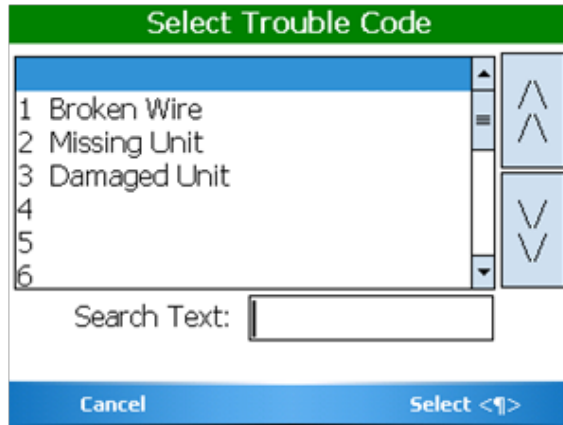 Select Trouble Code
1 Broken Wire
2 Missing Unit
3 Damaged Unit
4
5
6
Search Text:
Cancel Select <¶>